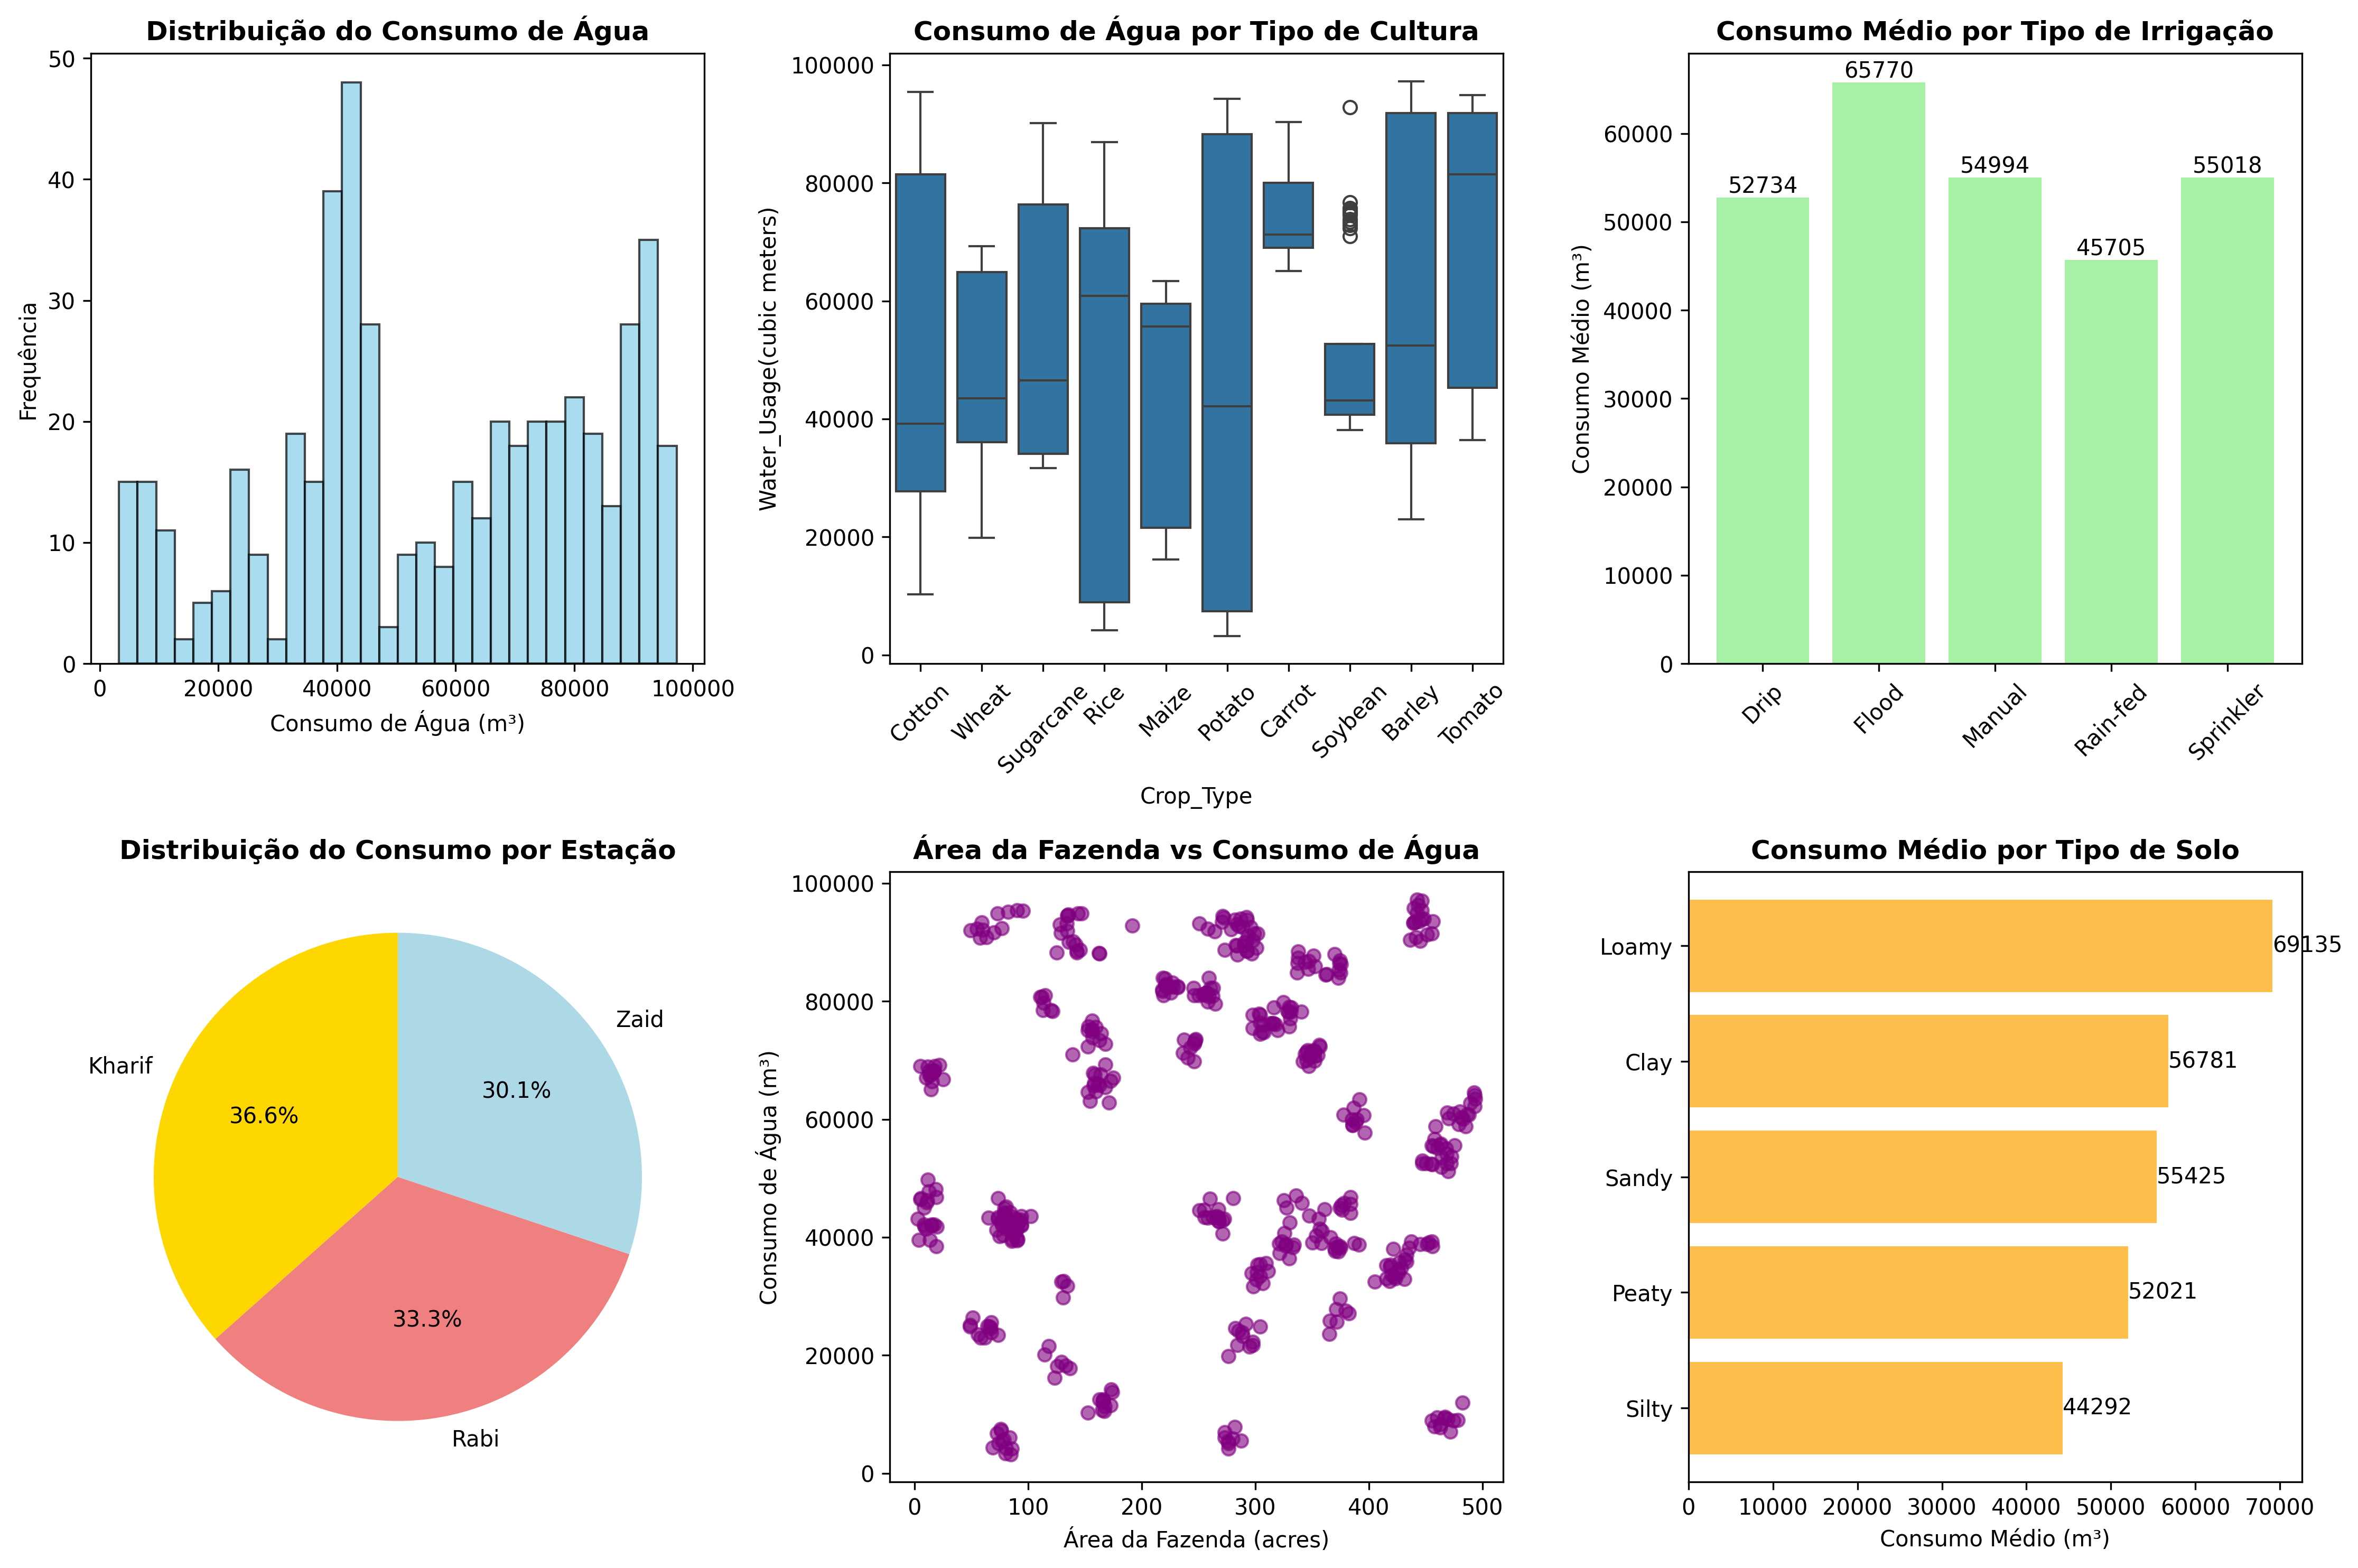 Distribuição do Consumo de Água
50
40
30
20
10
0
Frequência
0 20000 40000 60000 80000 100000
Consumo de Água (m³)
Consumo de Água por Tipo de Cultura
100000
80000
60000
40000
20000
0
Water_Usage(cubic meters)
Cotton Wheat Sugarcane Rice Maize Potato Carrot Soybean Barley Tomato
Crop_Type
Consumo Médio por Tipo de Irrigação
60000
50000
40000
30000
20000
10000
0
Consumo Médio (m³)
52734 65770 54994 45705 55018
Drip Flood Manual Rain-fed Sprinkler
Distribuição do Consumo por Estação
Kharif
36.6%
Rabi
33.3%
Zaid
30.1%
Área da Fazenda vs Consumo de Água
100000
80000
60000
40000
20000
0
Consumo de Água (m³)
0 100 200 300 400 500
Área da Fazenda (acres)
Consumo Médio por Tipo de Solo
Loamy 69135
Clay 56781
Sandy 55425
Peaty 52021
Silty 44292
0 10000 20000 30000 40000 50000 60000 70000
Consumo Médio (m³)